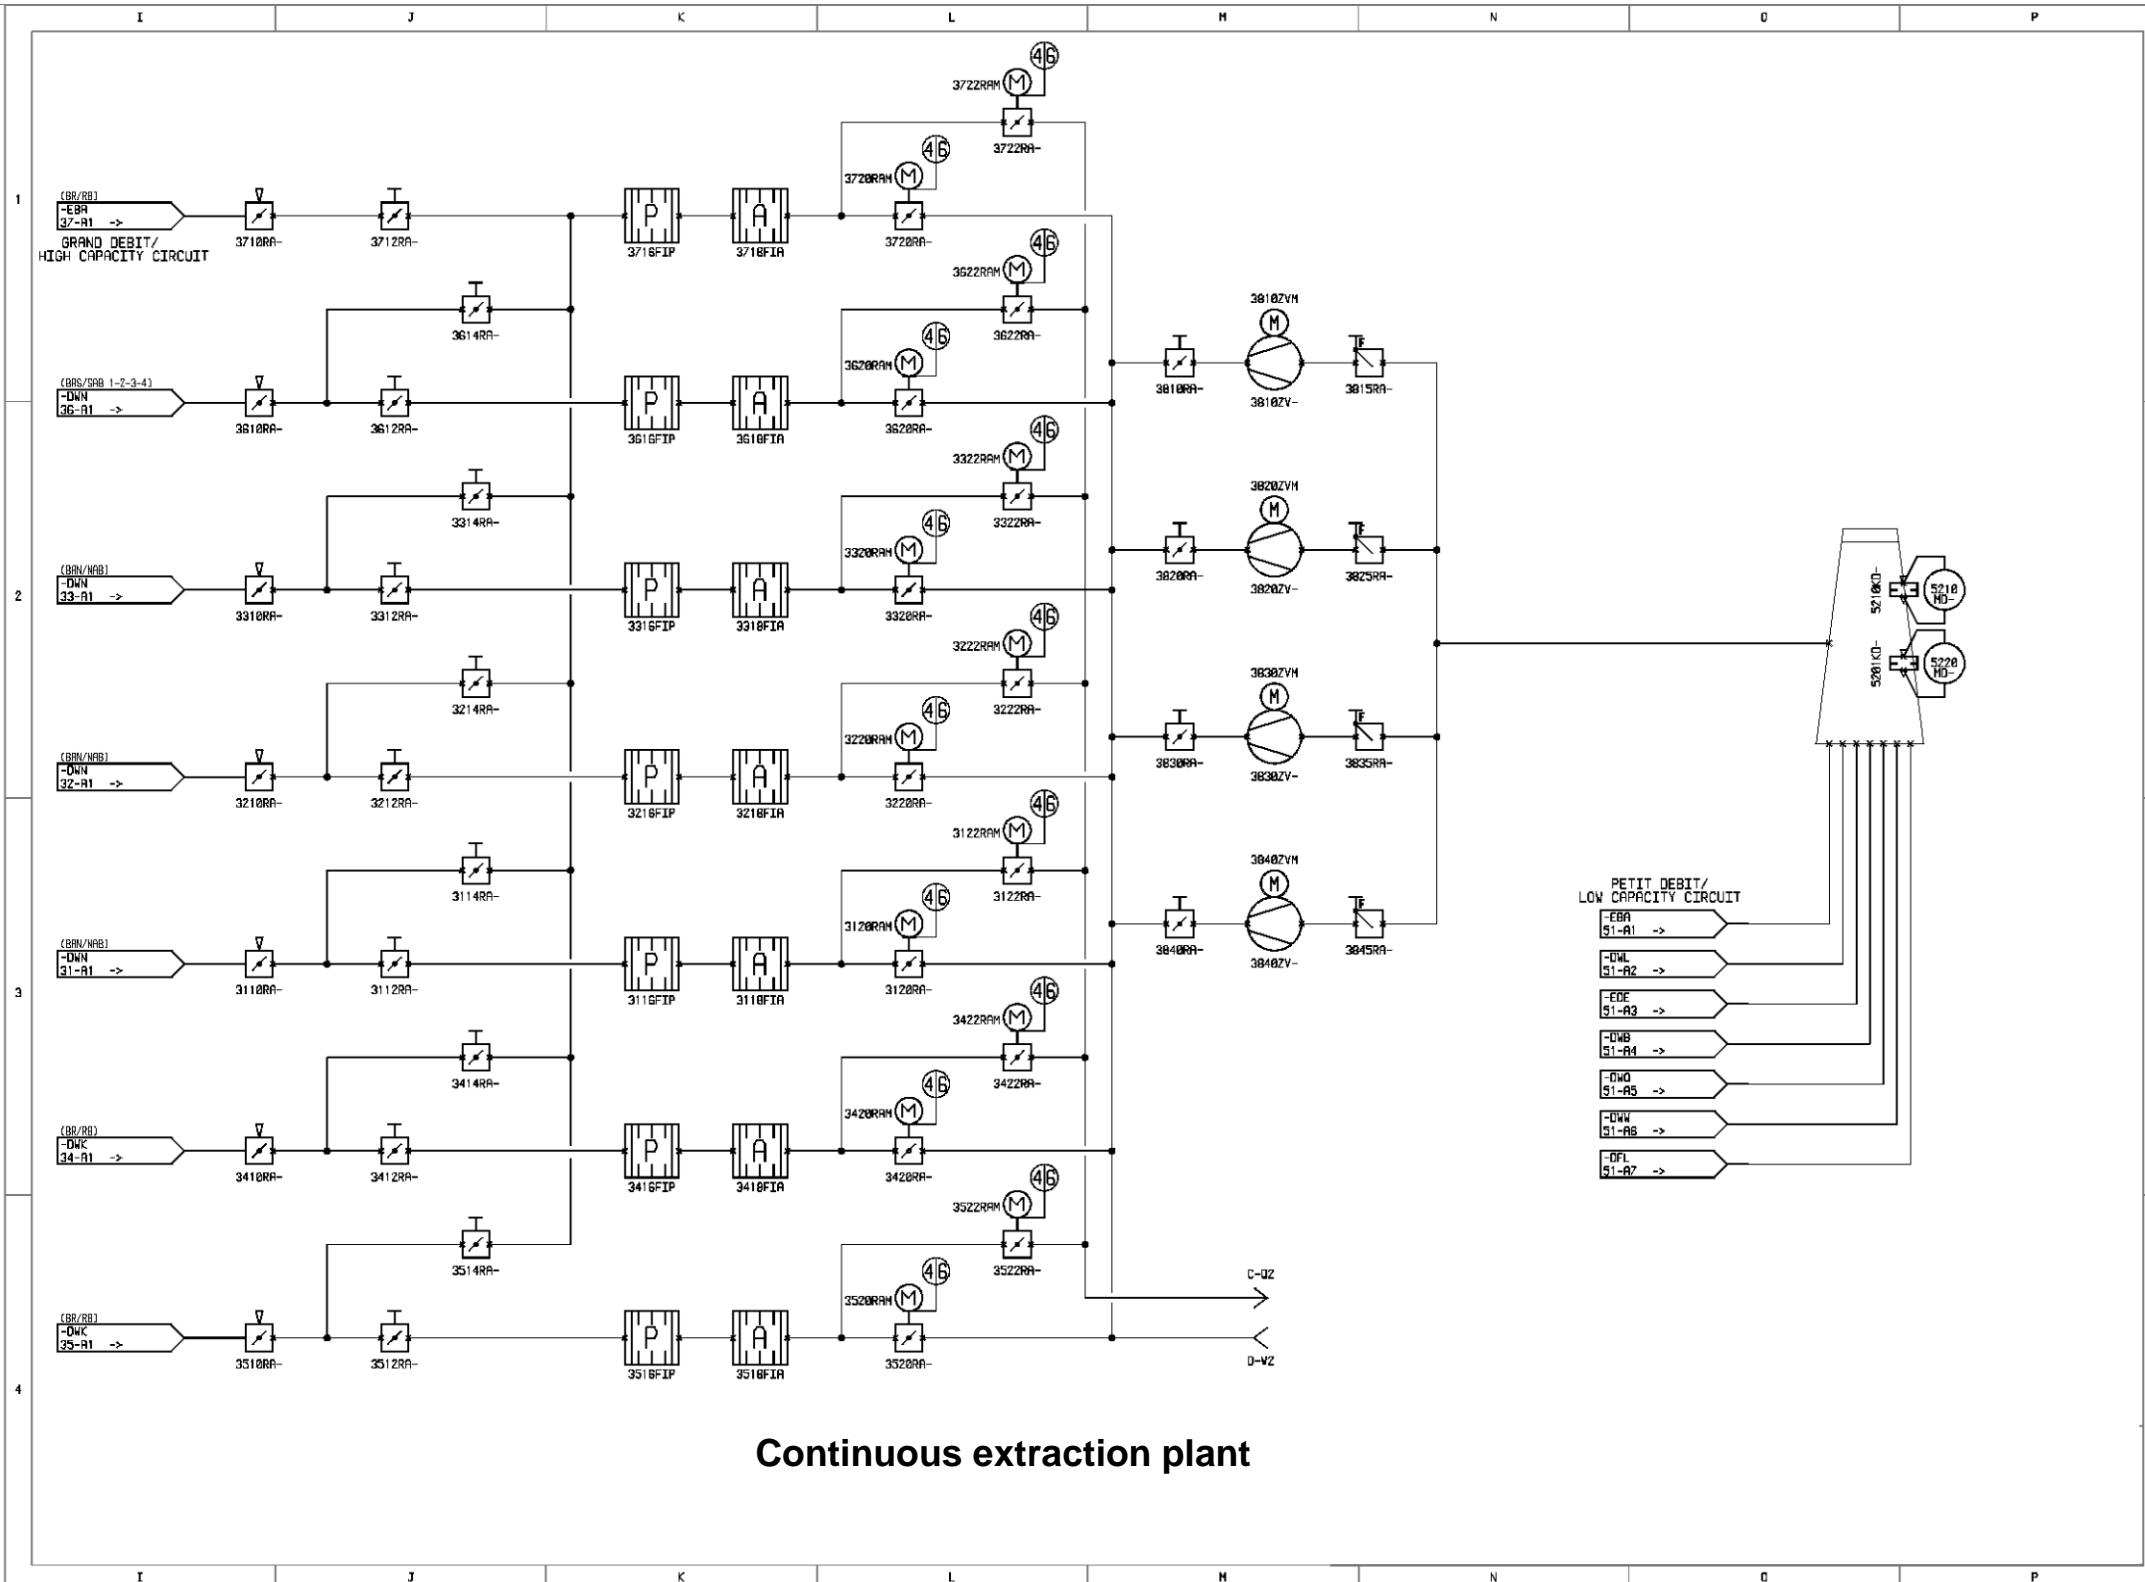 I J K L M N O P
46
3722RAM M
3722RA-
46
3720RAM M
1
(BR/RB)
-EBA
37-A1 ->
GRAND DEBIT/
HIGH CAPACITY CIRCUIT
3710RA- 3712RA- P A 3720RA-
3716FIP 3718FIA
46
3622RAM M
3614RA- 3622RA-
3810ZVM
M
3810RA- 3810ZV- 3815RA-
46
3620RAM M
(BRS/SAB 1-2-3-4)
-DWN
36-A1 ->
3610RA- 3612RA- P A 3620RA-
3616FIP 3618FIA
46
3322RAM M
3314RA- 3322RA-
3820ZVM
M
3820RA- 3820ZV- 3825RA-
46
3320RAM M
2
(BRN/NAB)
-DWN
33-A1 ->
3310RA- 3312RA- P A 3320RA-
3316FIP 3318FIA
5210KD- 5210
MD-
5201KD- 5220
MD-
46
3222RAM M
3214RA- 3222RA-
3830ZVM
M
3830RA- 3830ZV- 3835RA-
46
3220RAM M
(BRN/NAB)
-DWN
32-A1 ->
3210RA- 3212RA- P A 3220RA-
3216FIP 3218FIA
46
3122RAM M
3114RA- 3122RA-
3840ZVM
M
3840RA- 3840ZV- 3845RA-
46
3120RAM M
3
(BRN/NAB)
-DWN
31-A1 ->
3110RA- 3112RA- P A 3120RA-
3116FIP 3118FIA
PETIT DEBIT/
LOW CAPACITY CIRCUIT
-EBA
51-A1 ->
-DWL
51-A2 ->
-EDE
51-A3 ->
-DWB
51-A4 ->
-DWQ
51-A5 ->
-DWW
51-A6 ->
-DFL
51-A7 ->
46
3422RAM M
3414RA- 3422RA-
46
3420RAM M
(BR/RB)
-DWK
34-A1 ->
3410RA- 3412RA- P A 3420RA-
3416FIP 3418FIA
46
3522RAM M
3514RA- 3522RA-
46
3520RAM M
C-Q2
(BR/RB)
-DWK
35-A1 ->
3510RA- 3512RA- P A 3520RA-
3516FIP 3518FIA
D-V2
4
Continuous extraction plant
I J K L M N O P